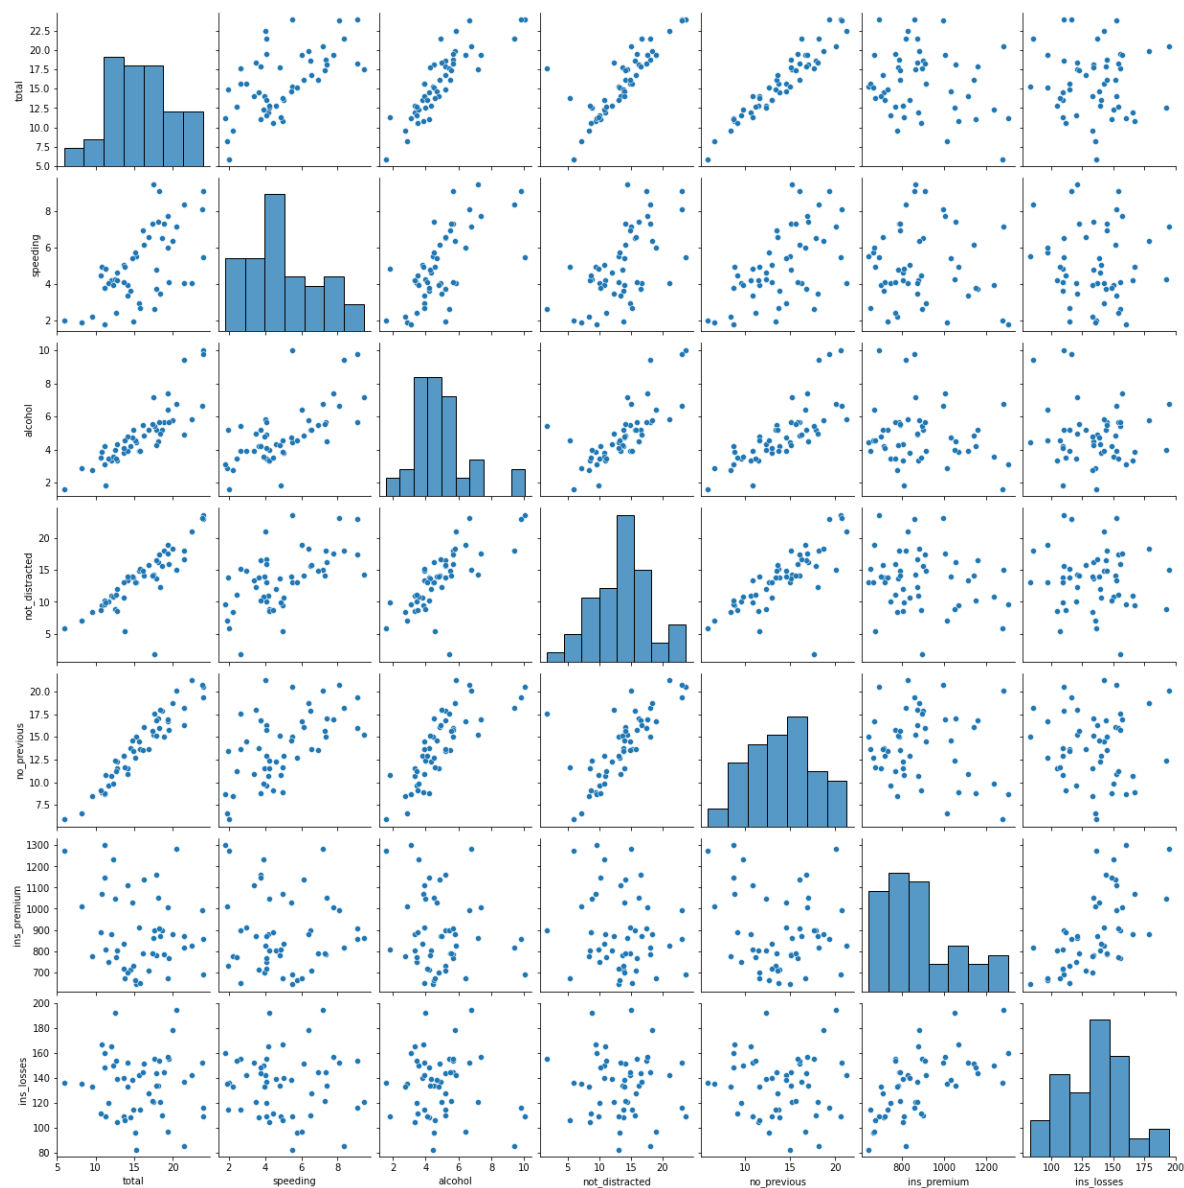 22.5
20.0
17.5
15.0
12.5
10.0
7.5
5.0
total
8
6
4
2
speeding
10
8
6
4
2
alcohol
20
15
10
5
not_distracted
20.0
17.5
15.0
12.5
10.0
7.5
no_previous
1300
1200
1100
1000
900
800
700
ins_premium
200
180
160
140
120
100
80
ins_losses
5 10 15 20
2 4 6 8
2 4 6 8 10
5 10 15 20
10 15 20
800 1000 1200
100 125 150 175 200
total speeding alcohol not_distracted no_previous ins_premium ins_losses